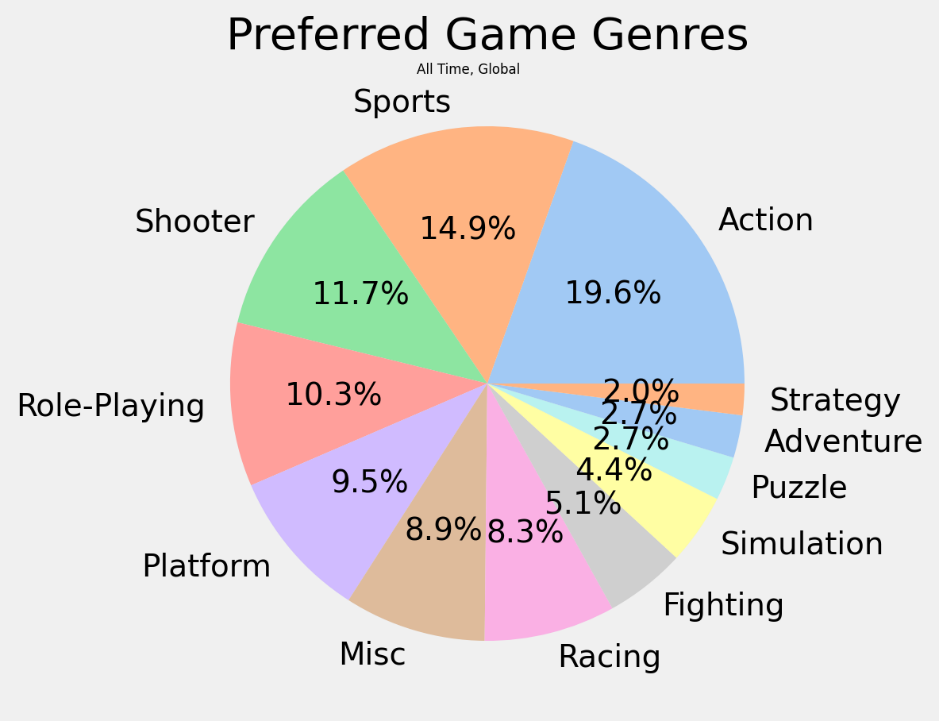 Preferred Game Genres
All Time, Global
Sports
Shooter
Action
14.9%
11.7%
19.6%
Role-Playing
10.3%
2.0%
Strategy
2.7%
Adventure
2.7%
Puzzle
4.4%
9.5%
5.1%
8.9%
8.3%
Simulation
Platform
Fighting
Misc
Racing